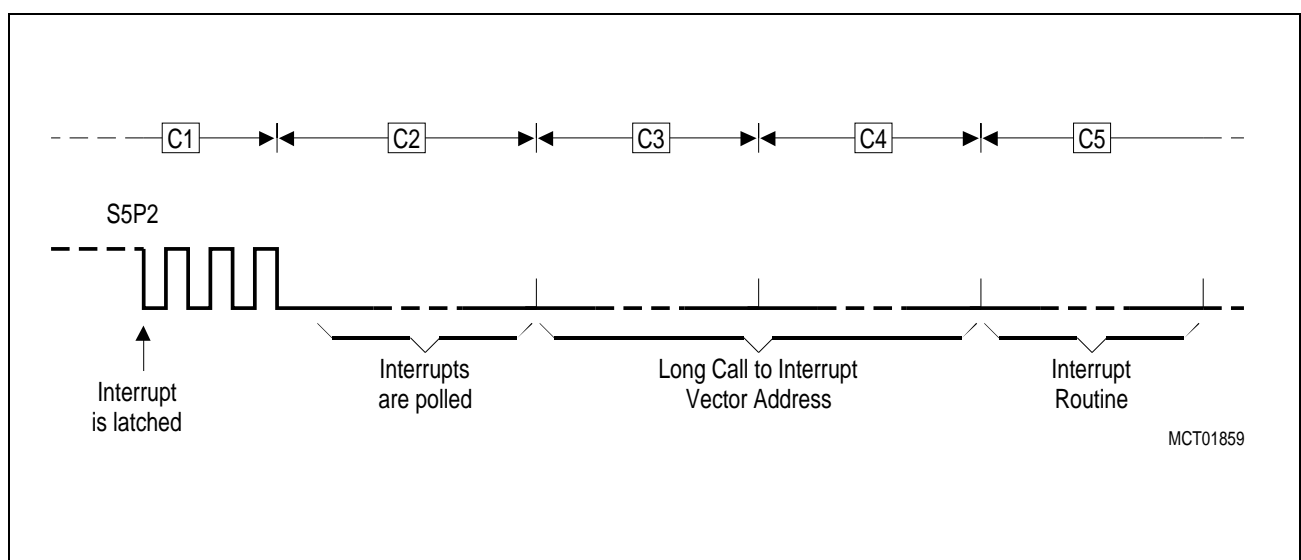 C1 C2 C3 C4 C5
S5P2
Interrupt
is latched
Interrupts
are polled
Long Call to Interrupt
Vector Address
Interrupt
Routine
MCT01859